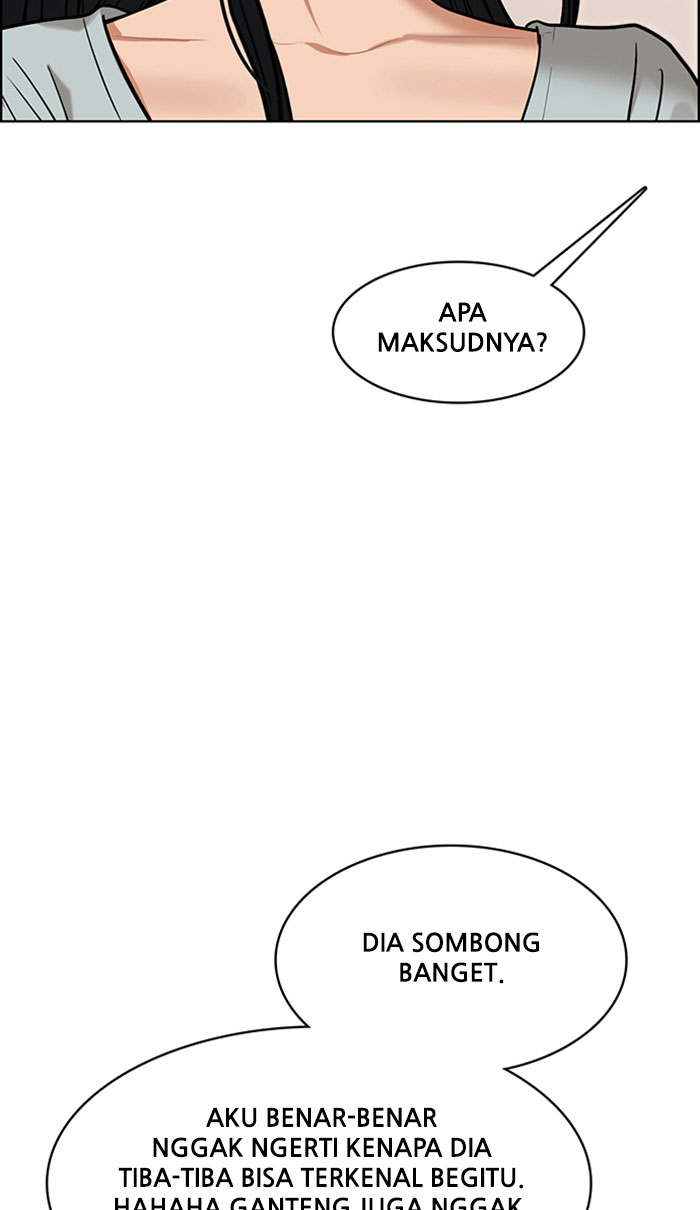 APA
MAKSUDNYA?
DIA SOMBONG
BANGET.
AKU BENAR-BENAR
NGGAK NGERTI KENAPA DIA
TIBA-TIBA BISA TERKENAL BEGITU.
HAHAHA GANTENG JUGA NGGAK